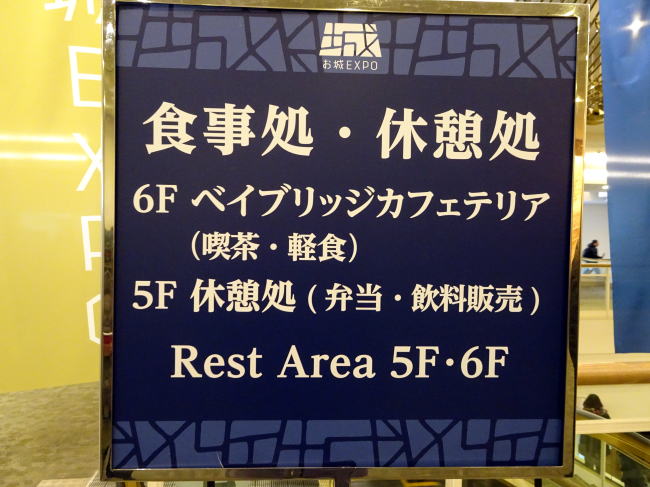 城
お城EXPO
食事処・休憩処
6F ベイブリッジカフェテリア
(喫茶・軽食)
5F 休憩処(弁当・飲料販売)
Rest Area 5F・6F
城
EXPO